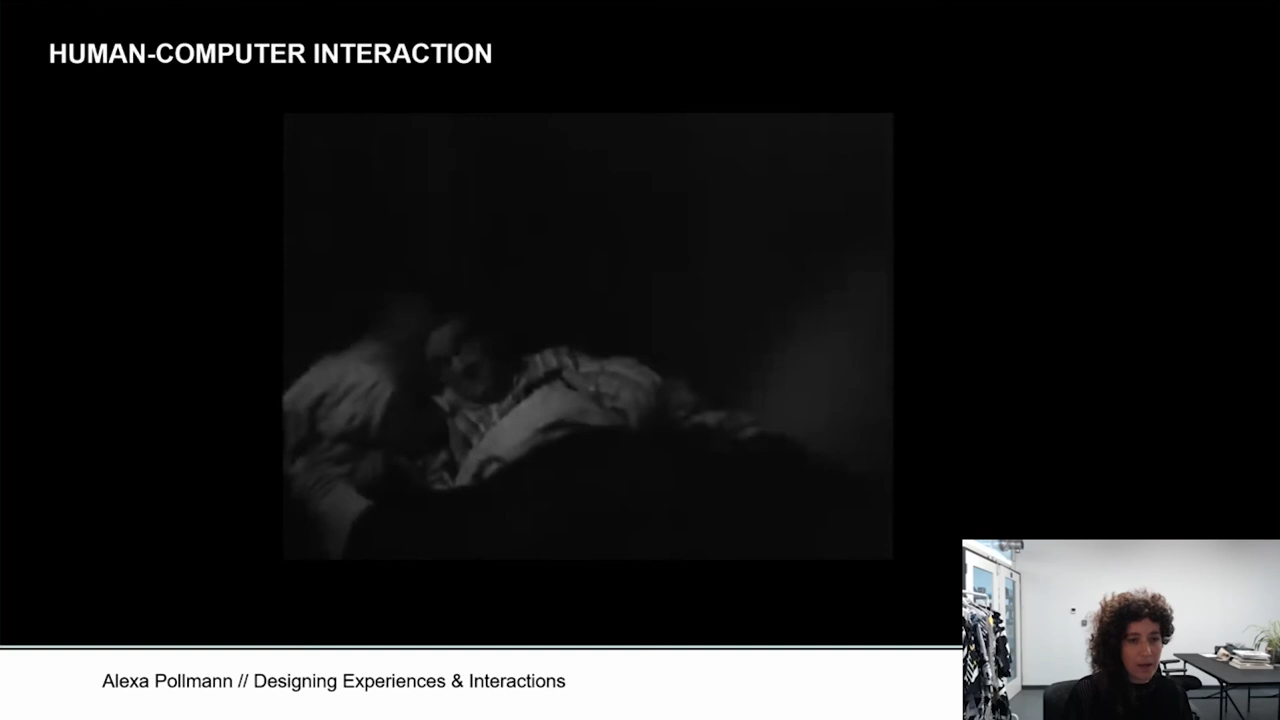 HUMAN-COMPUTER INTERACTION
Alexa Pollmann // Designing Experiences & Interactions